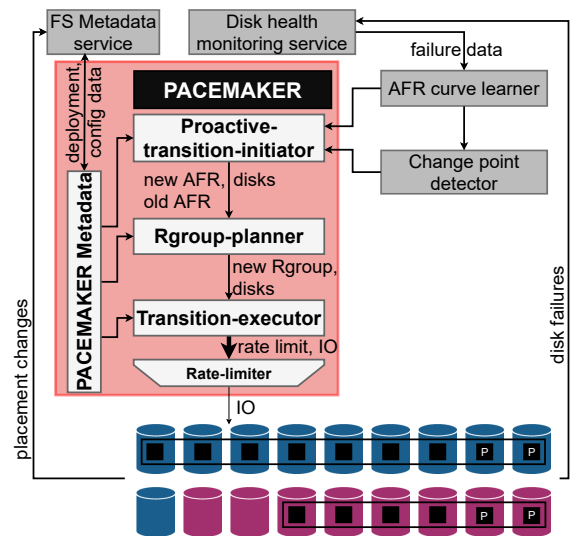 FS Metadata
service
Disk health
monitoring service
failure data
deployment,
config data
PACEMAKER
AFR curve learner
Proactive-
transition-initiator
Change point
detector
new AFR, disks
old AFR
PACEMAKER Metadata
Rgroup-planner
new Rgroup,
disks
Transition-executor
rate limit, IO
Rate-limiter
IO
placement changes
disk failures
P P
P P